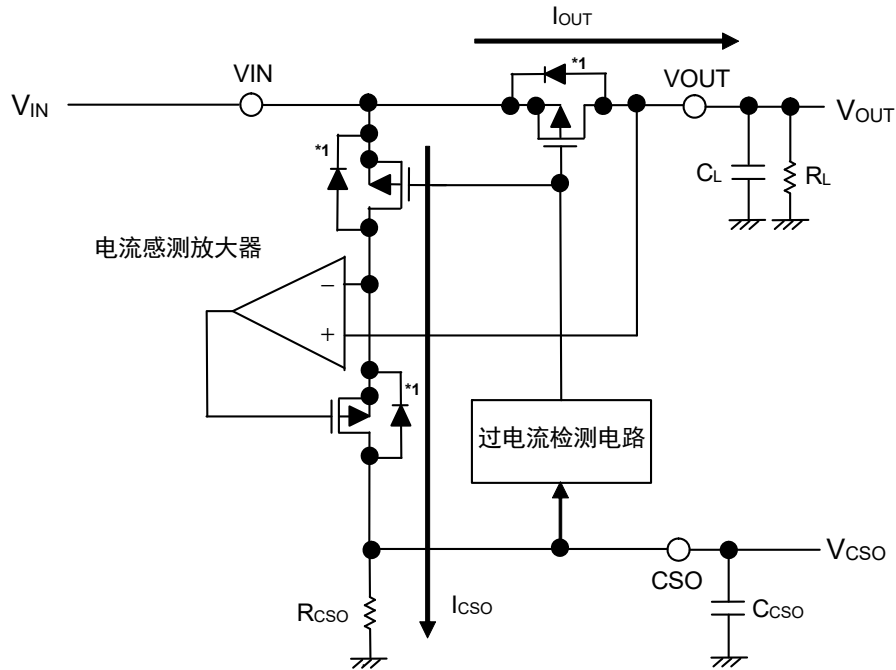 IOUT
*1
VIN
VOUT
VIN
VOUT
*1
CL
RL
电流感测放大器
−
+
*1
过电流检测电路
VCSO
CSO
RCSO
ICSO
CCSO